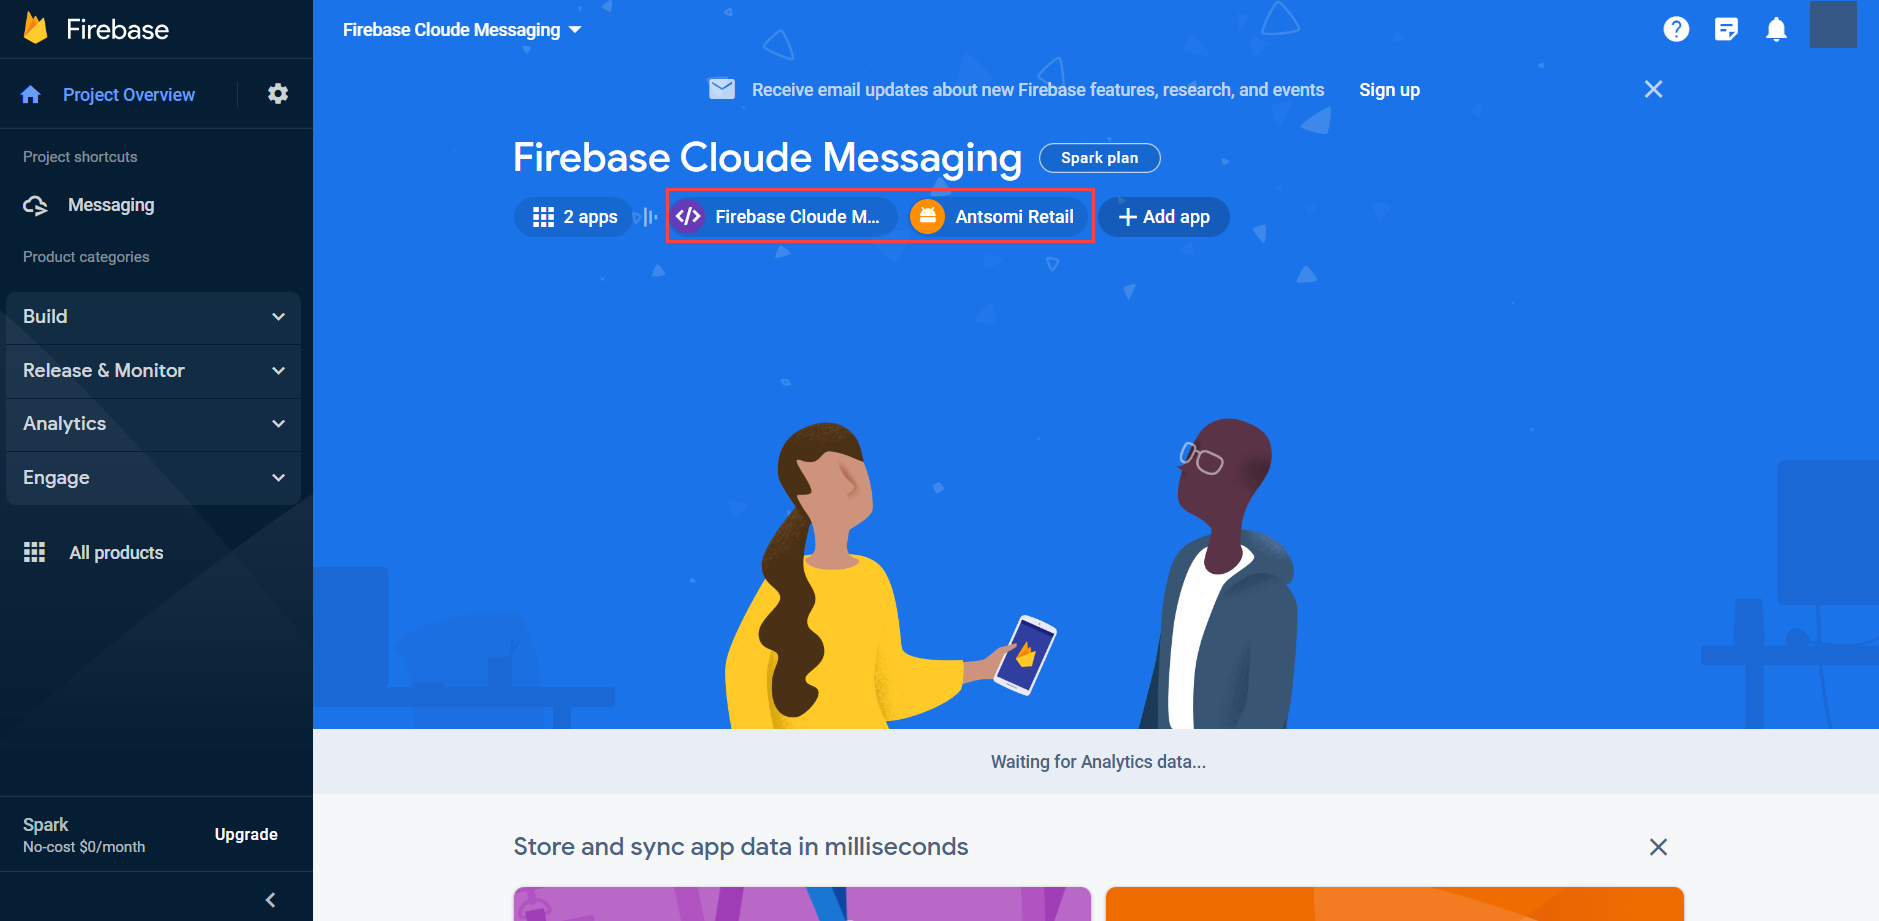 Firebase
Firebase Cloude Messaging
Receive email updates about new Firebase features, research, and events Sign up
Project Overview
Project shortcuts
Messaging
Product categories
Build
Release & Monitor
Analytics
Engage
All products
Spark
No-cost $0/month
Upgrade
Firebase Cloude Messaging Spark plan
2 apps </> Firebase Cloude M... Antsomi Retail + Add app
Waiting for Analytics data...
Store and sync app data in milliseconds